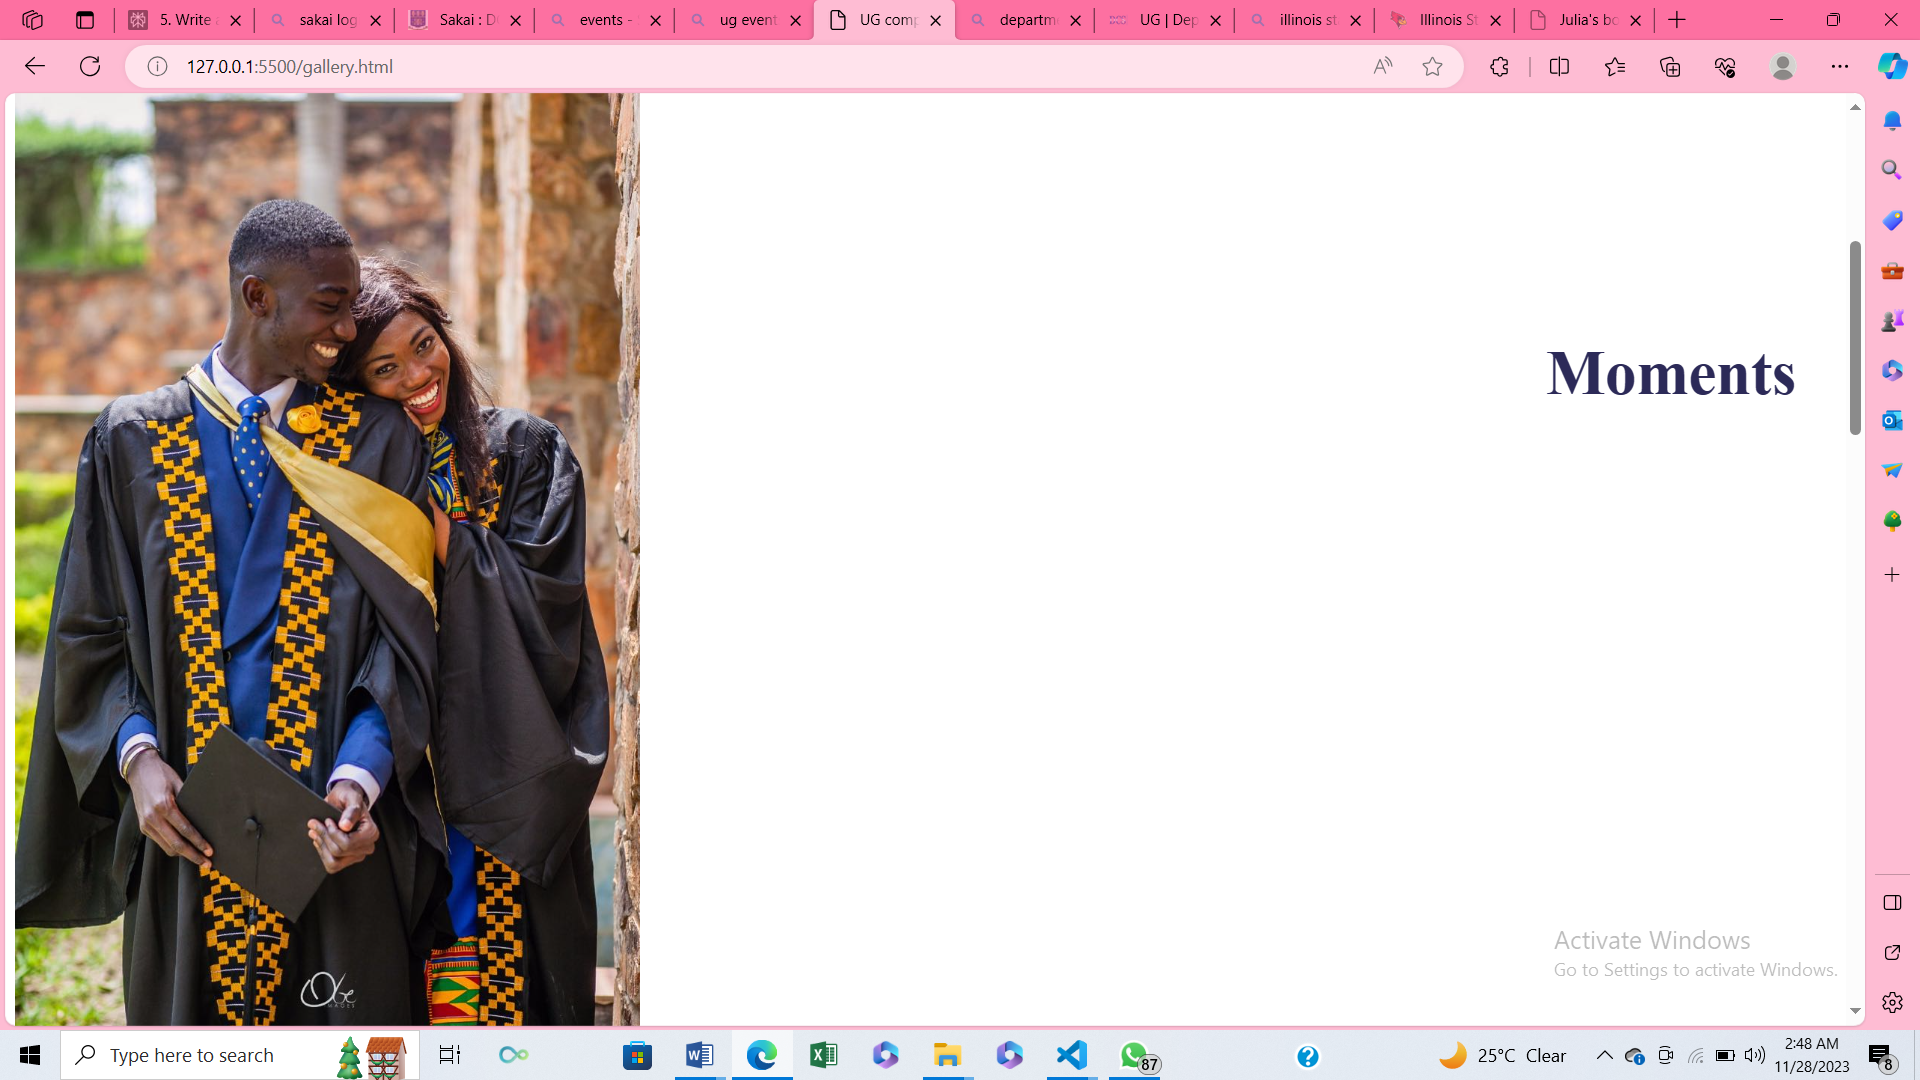 5. Write a
sakai log
Sakai : D
events -
ug event
UG comp
departm
UG | Dep
illinois st
Illinois St
Julia's bo
127.0.0.1:5500/gallery.html
Moments
Obe
IMAGES
Activate Windows
Go to Settings to activate Windows.
Type here to search
87
25°C Clear
2:48 AM
11/28/2023
8